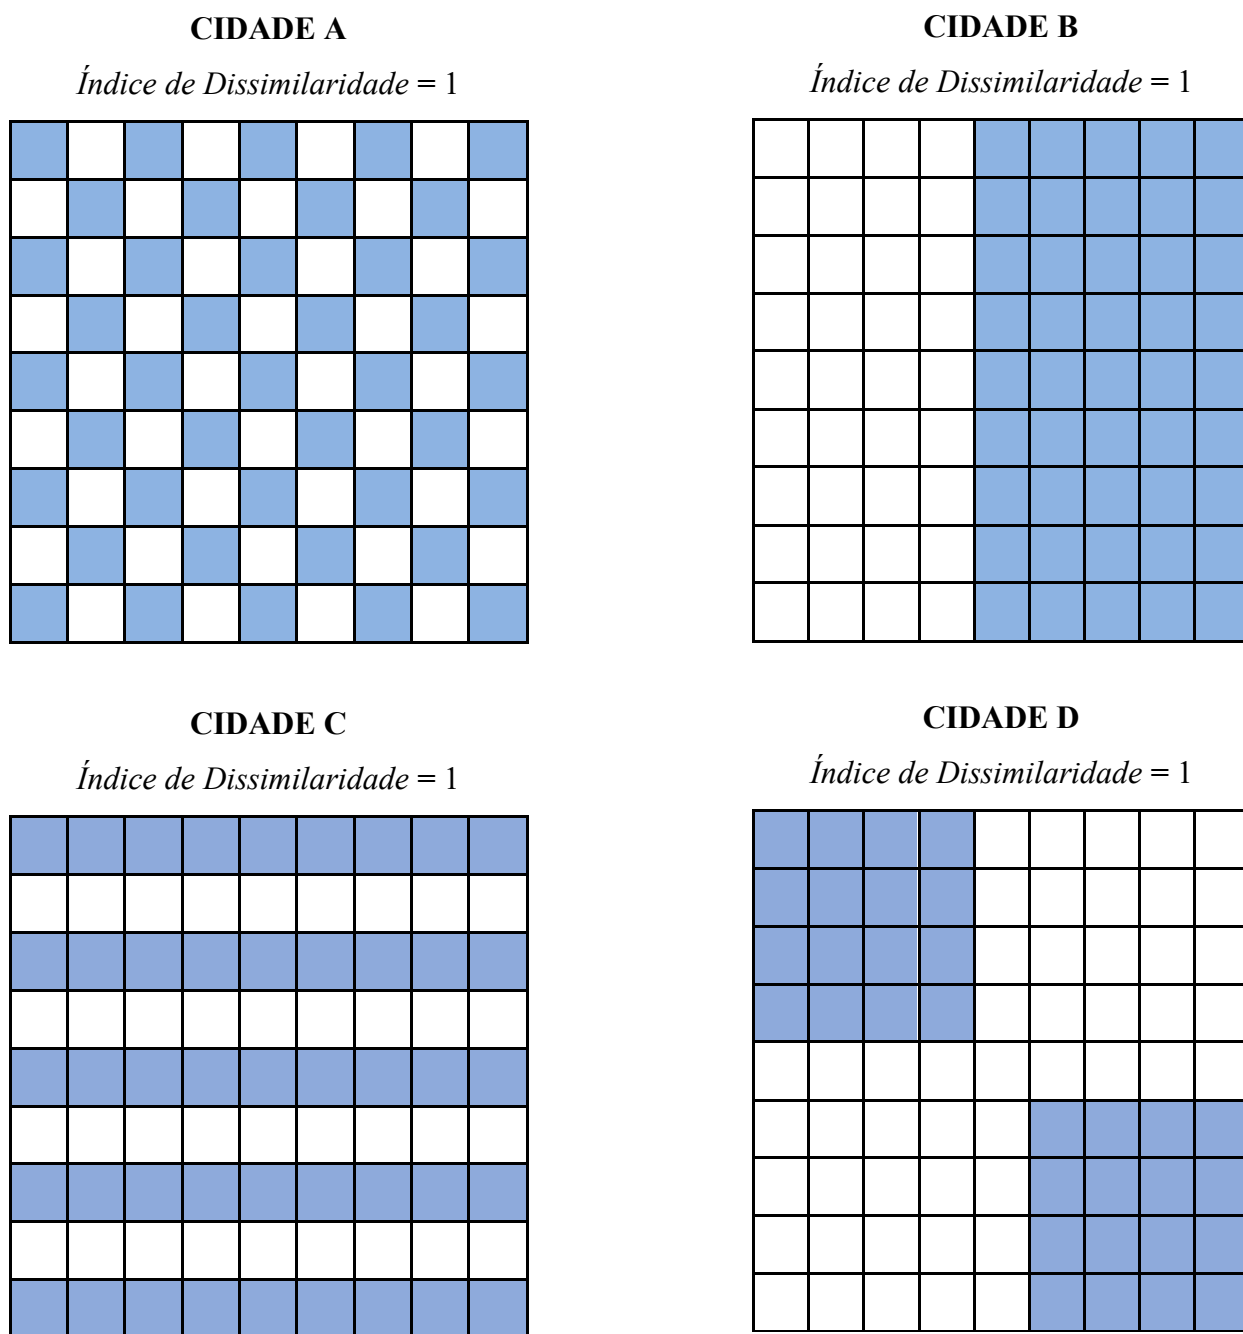 CIDADE A
Índice de Dissimilaridade = 1
CIDADE B
Índice de Dissimilaridade = 1
CIDADE C
Índice de Dissimilaridade = 1
CIDADE D
Índice de Dissimilaridade = 1